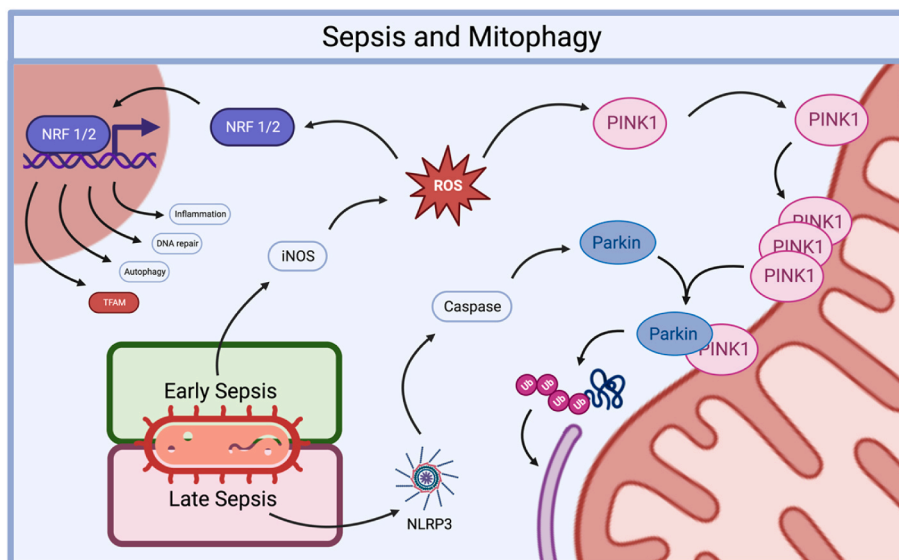 Sepsis and Mitophagy
NRF 1/2
NRF 1/2
ROS
PINK1
PINK1
Inflammation
DNA repair
Autophagy
TFAM
iNOS
Caspase
Parkin
PINK1
PINK1
PINK1
Parkin
PINK1
Ub
Ub
Ub
Ub
Early Sepsis
Late Sepsis
NLRP3